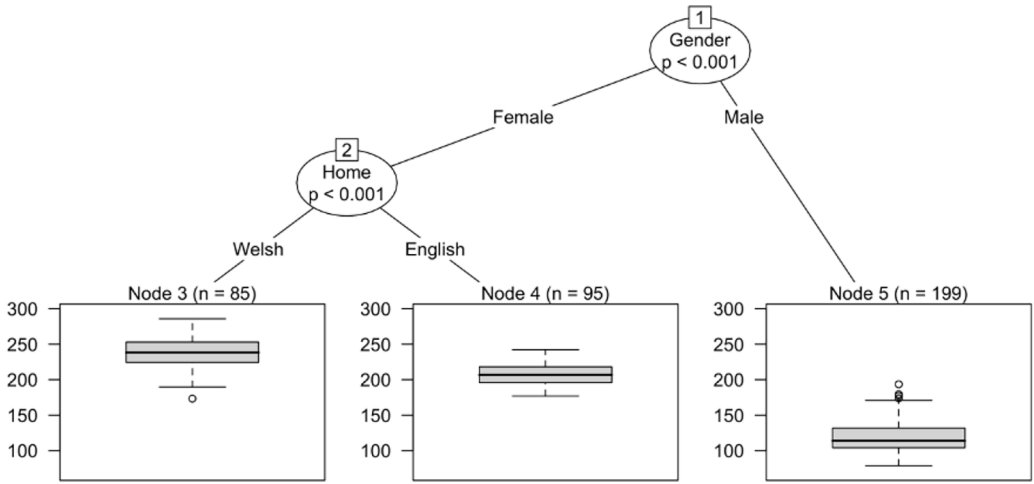 1
Gender
p < 0.001
Female
Male
2
Home
p < 0.001
Welsh
English
Node 3 (n = 85)
300
250
200
150
100
Node 4 (n = 95)
300
250
200
150
100
Node 5 (n = 199)
300
250
200
150
100